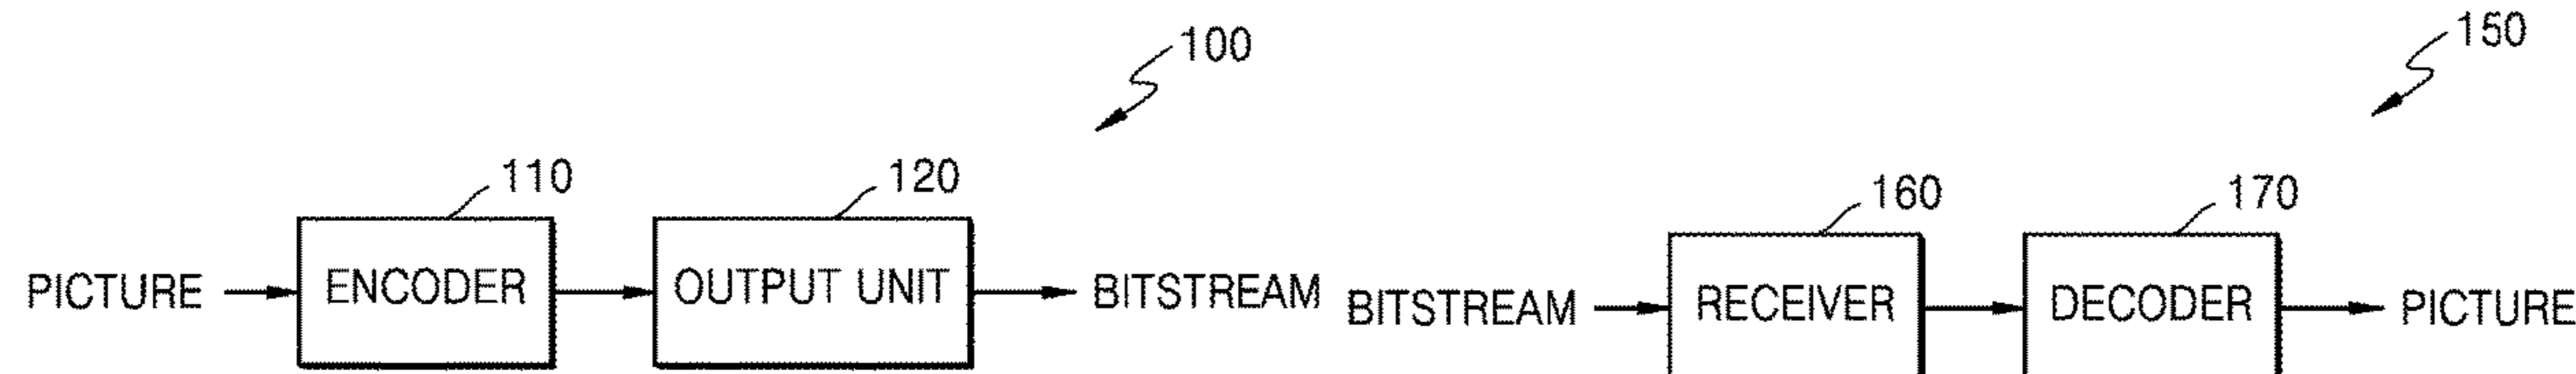 100
110
120
PICTURE
ENCODER
OUTPUT UNIT
BITSTREAM
150
160
170
BITSTREAM
RECEIVER
DECODER
PICTURE